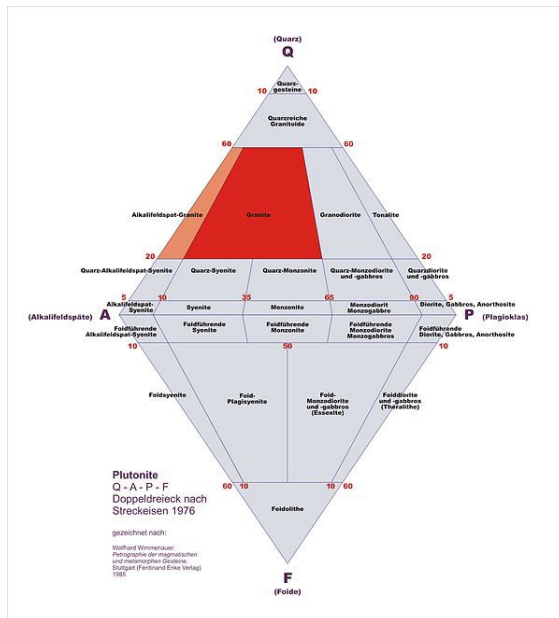 (Quarz)
Q
Quarz-
gesteine
10 10
Quarzreiche
Granitoide
60 60
Alkalifeldspat-Granite Granite Granodiorite Tonalite
20 20
Quarz-Alkalifeldspat-Syenite Quarz-Syenite Quarz-Monzonite Quarz-Monzodiorite
und -gabbros Quarzdiorite
und -gabbros
5 10 35 65 90 5
Alkalifeldspat-
Syenite Syenite Monzonite Monzodiorit
Monzogabbro Diorite, Gabbros, Anorthosite
(Alkalifeldspäte) A P (Plagioklas)
Foidführende
Alkalifeldspat-Syenite Foidführende
Syenite Foidführende
Monzonite Foidführende
Monzodiorite
Monzogabbros Foidführende
Diorite, Gabbros, Anorthosite
10 50 10
Foidsyenite Foid-
Plagisyenite Foid-
Monzodiorite
und -gabbros
(Essexite) Foiddiorite
und -gabbros
(Theralithe)
60 10 10 60
Foidolithe
Plutonite
Q - A - P - F
Doppeldreieck nach
Streckeisen 1976
gezeichnet nach:
Wolfhard Wimmenauer:
Petrographie der magmatischen
und metamorphen Gesteine.
Stuttgart (Ferdinand Enke Verlag)
1985
F
(Foide)